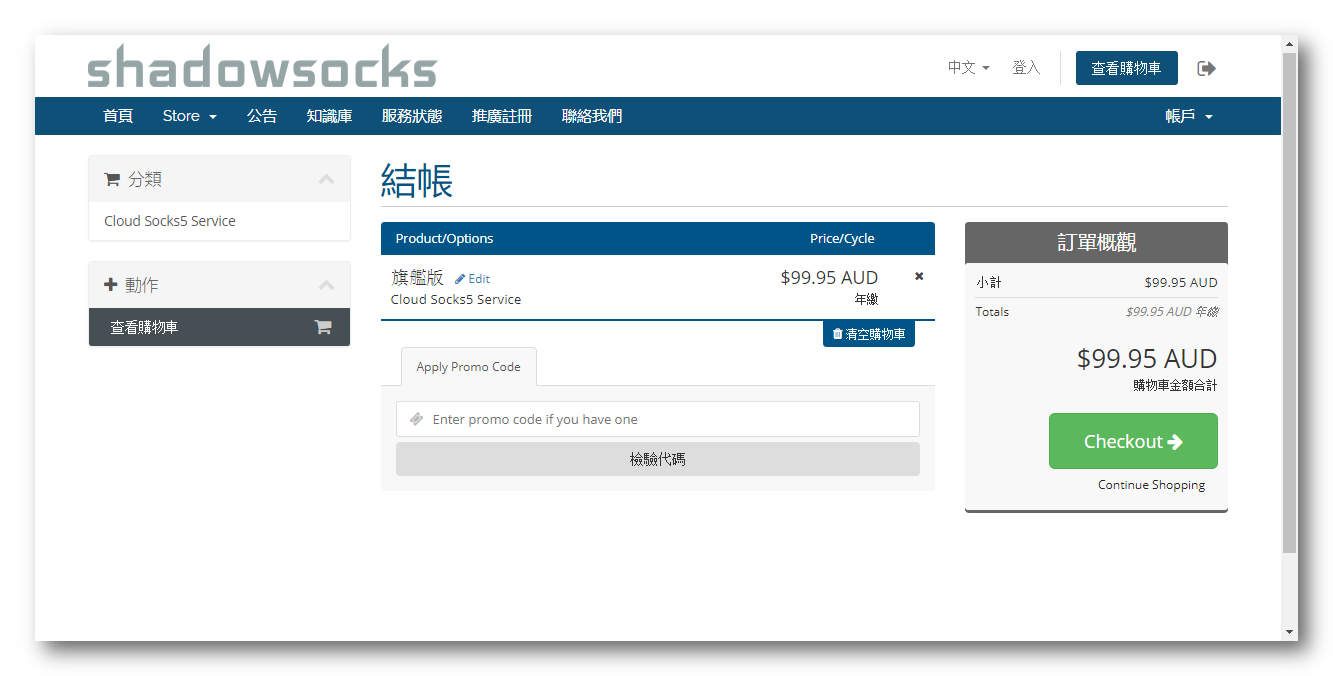 shadowsocks
中文 登入 查看購物車
首頁 Store 公告 知識庫 服務狀態 推廣註冊 聯絡我們 帳戶
分類
Cloud Socks5 Service
動作
查看購物車
結帳
Product/Options Price/Cycle
旗艦版 Edit $99.95 AUD
Cloud Socks5 Service 年繳
清空購物車
Apply Promo Code
Enter promo code if you have one
檢驗代碼
訂單概觀
小計 $99.95 AUD
Totals $99.95 AUD 年繳
$99.95 AUD
購物車金額合計
Checkout
Continue Shopping